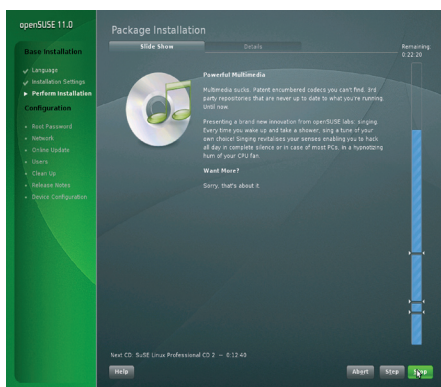 openSUSE 11.0
Base Installation
Language
Installation Settings
Perform Installation
Configuration
Root Password
Network
Online Update
Users
Clean Up
Release Notes
Device Configuration
Package Installation
Slide Show
Details
Remaining:
0:22:20
Powerful Multimedia
Multimedia sucks. Patent encumbered codecs you can't find. 3rd
party repositories that are never up to date to what you're running.
Until now.
Presenting a brand new innovation from openSUSE labs: singing.
Every time you wake up and take a shower, sing a tune of your
own choice! Singing revitalises your senses enabling you to hack
all day in complete silence or in case of most PCs, in a hypnotizing
hum of your CPU fan.
Want More?
Sorry, that's about it.
Next CD: SuSE Linux Professional CD 2 -- 0:12:40
Help
Abort
Step